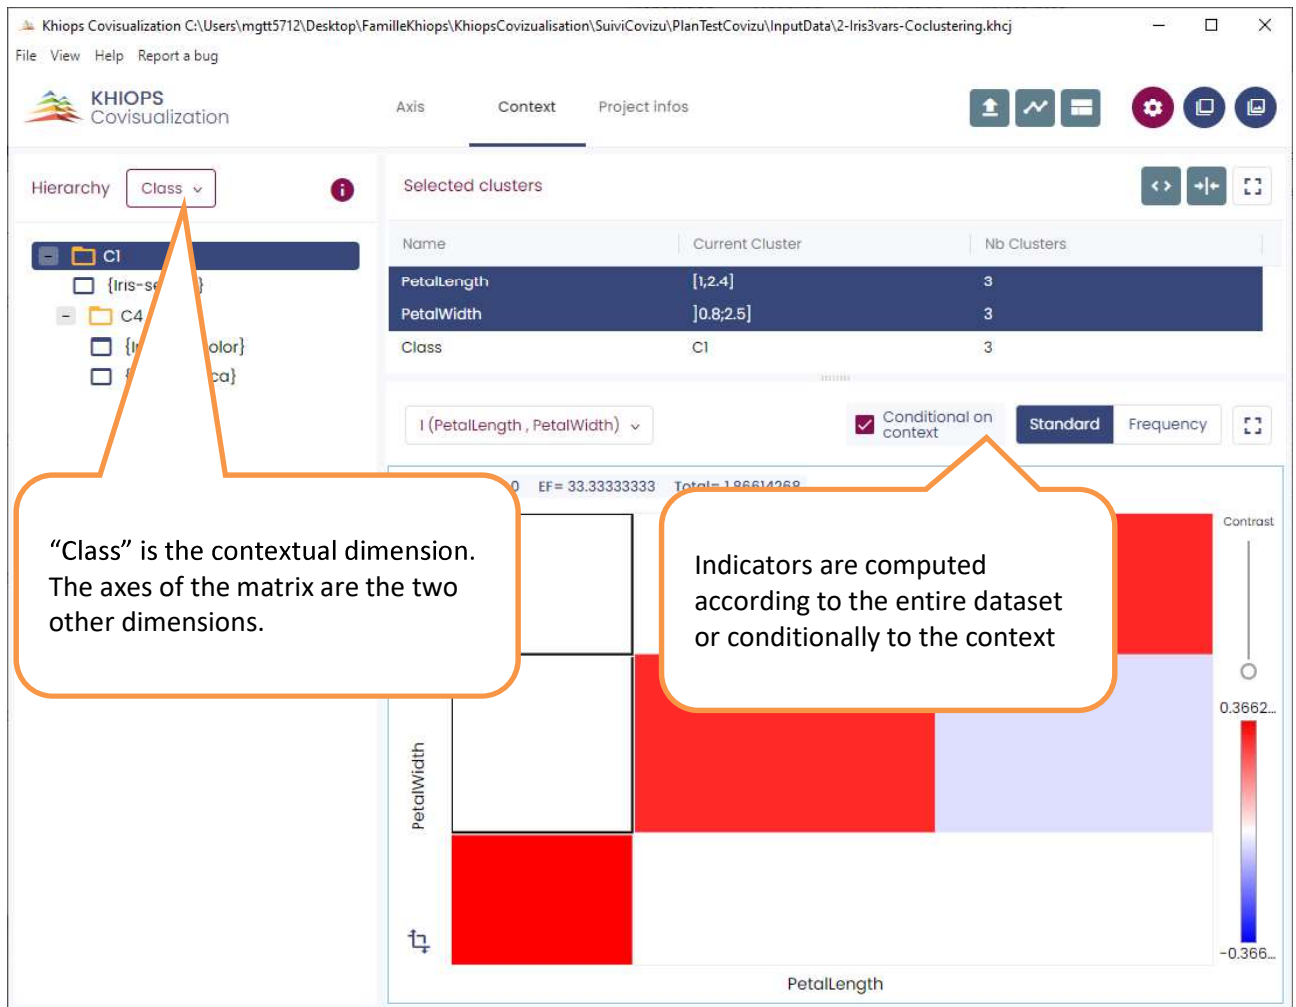 Khiops Covisualization C:\Users\mgtt5712\Desktop\FamilleKhiops\KhiopsCovizualisation\SuiviCovizu\PlanTestCovizu\InputData\2-Iris3vars-Coclustering.khcj
File View Help Report a bug
KHIOPS
Covisualization
Axis Context Project infos
Hierarchy Class
Selected clusters
Name Current Cluster Nb Clusters
C1
PetalLength [1;2.4] 3
PetalWidth ]0.8;2.5] 3
C4
Class C1 3
I (PetalLength , PetalWidth)
Conditional on
context
Standard Frequency
EF= 33.33333333 Total= 1.86614268
Contrast
“Class” is the contextual dimension.
The axes of the matrix are the two
other dimensions.
Indicators are computed
according to the entire dataset
or conditionally to the context
0.3662...
PetalWidth
-0.366...
PetalLength